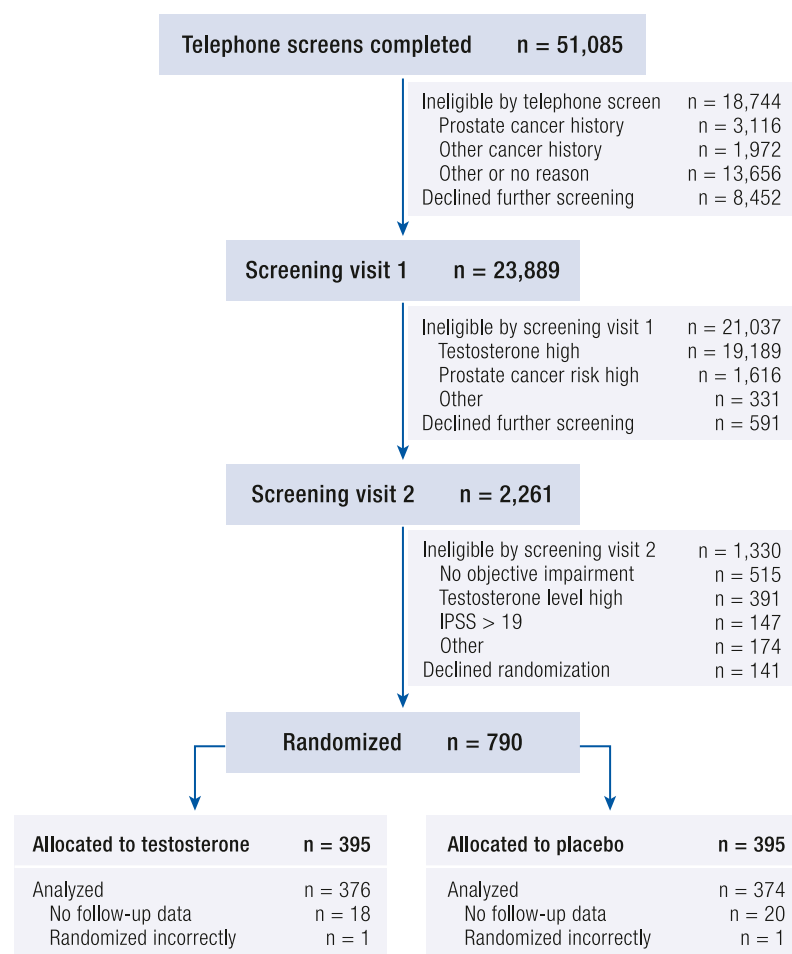 Telephone screens completed n = 51,085
Ineligible by telephone screen n = 18,744
Prostate cancer history n = 3,116
Other cancer history n = 1,972
Other or no reason n = 13,656
Declined further screening n = 8,452
Screening visit 1 n = 23,889
Ineligible by screening visit 1 n = 21,037
Testosterone high n = 19,189
Prostate cancer risk high n = 1,616
Other n = 331
Declined further screening n = 591
Screening visit 2 n = 2,261
Ineligible by screening visit 2 n = 1,330
No objective impairment n = 515
Testosterone level high n = 391
IPSS > 19 n = 147
Other n = 174
Declined randomization n = 141
Randomized n = 790
Allocated to testosterone n = 395
Analyzed n = 376
No follow-up data n = 18
Randomized incorrectly n = 1
Allocated to placebo n = 395
Analyzed n = 374
No follow-up data n = 20
Randomized incorrectly n = 1